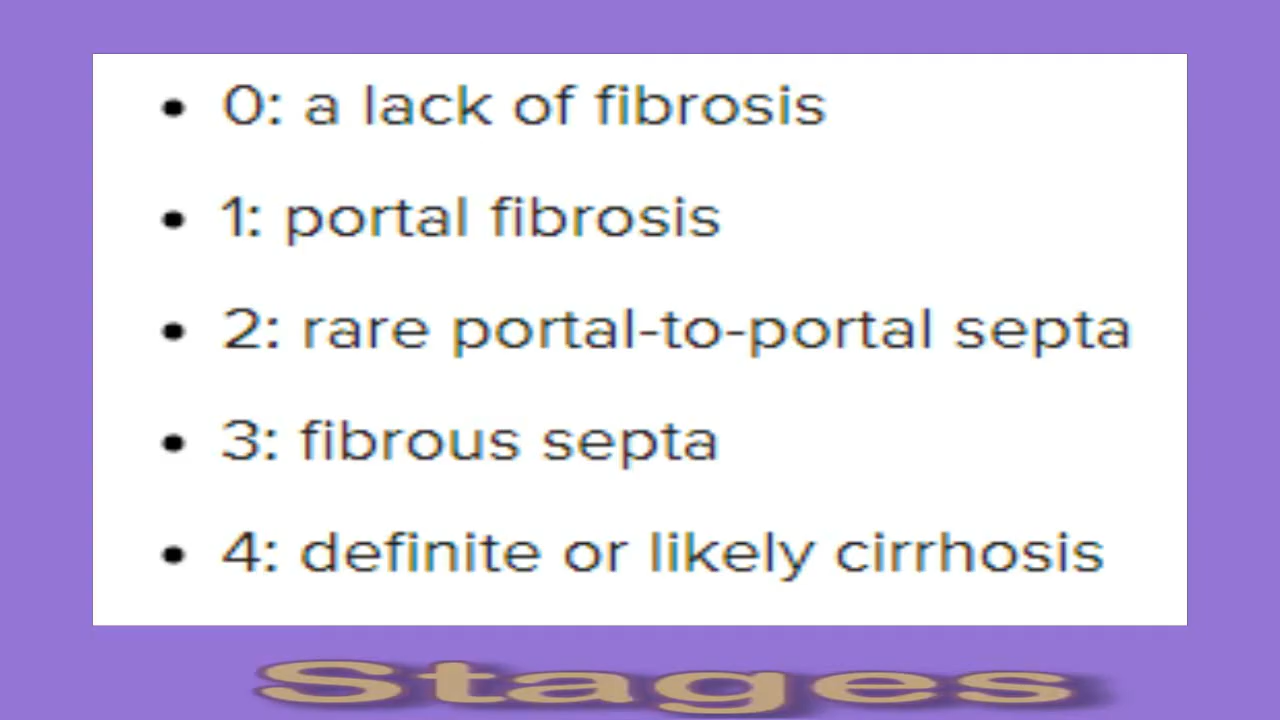 • 0: a lack of fibrosis
• 1: portal fibrosis
• 2: rare portal-to-portal septa
• 3: fibrous septa
• 4: definite or likely cirrhosis
Stages